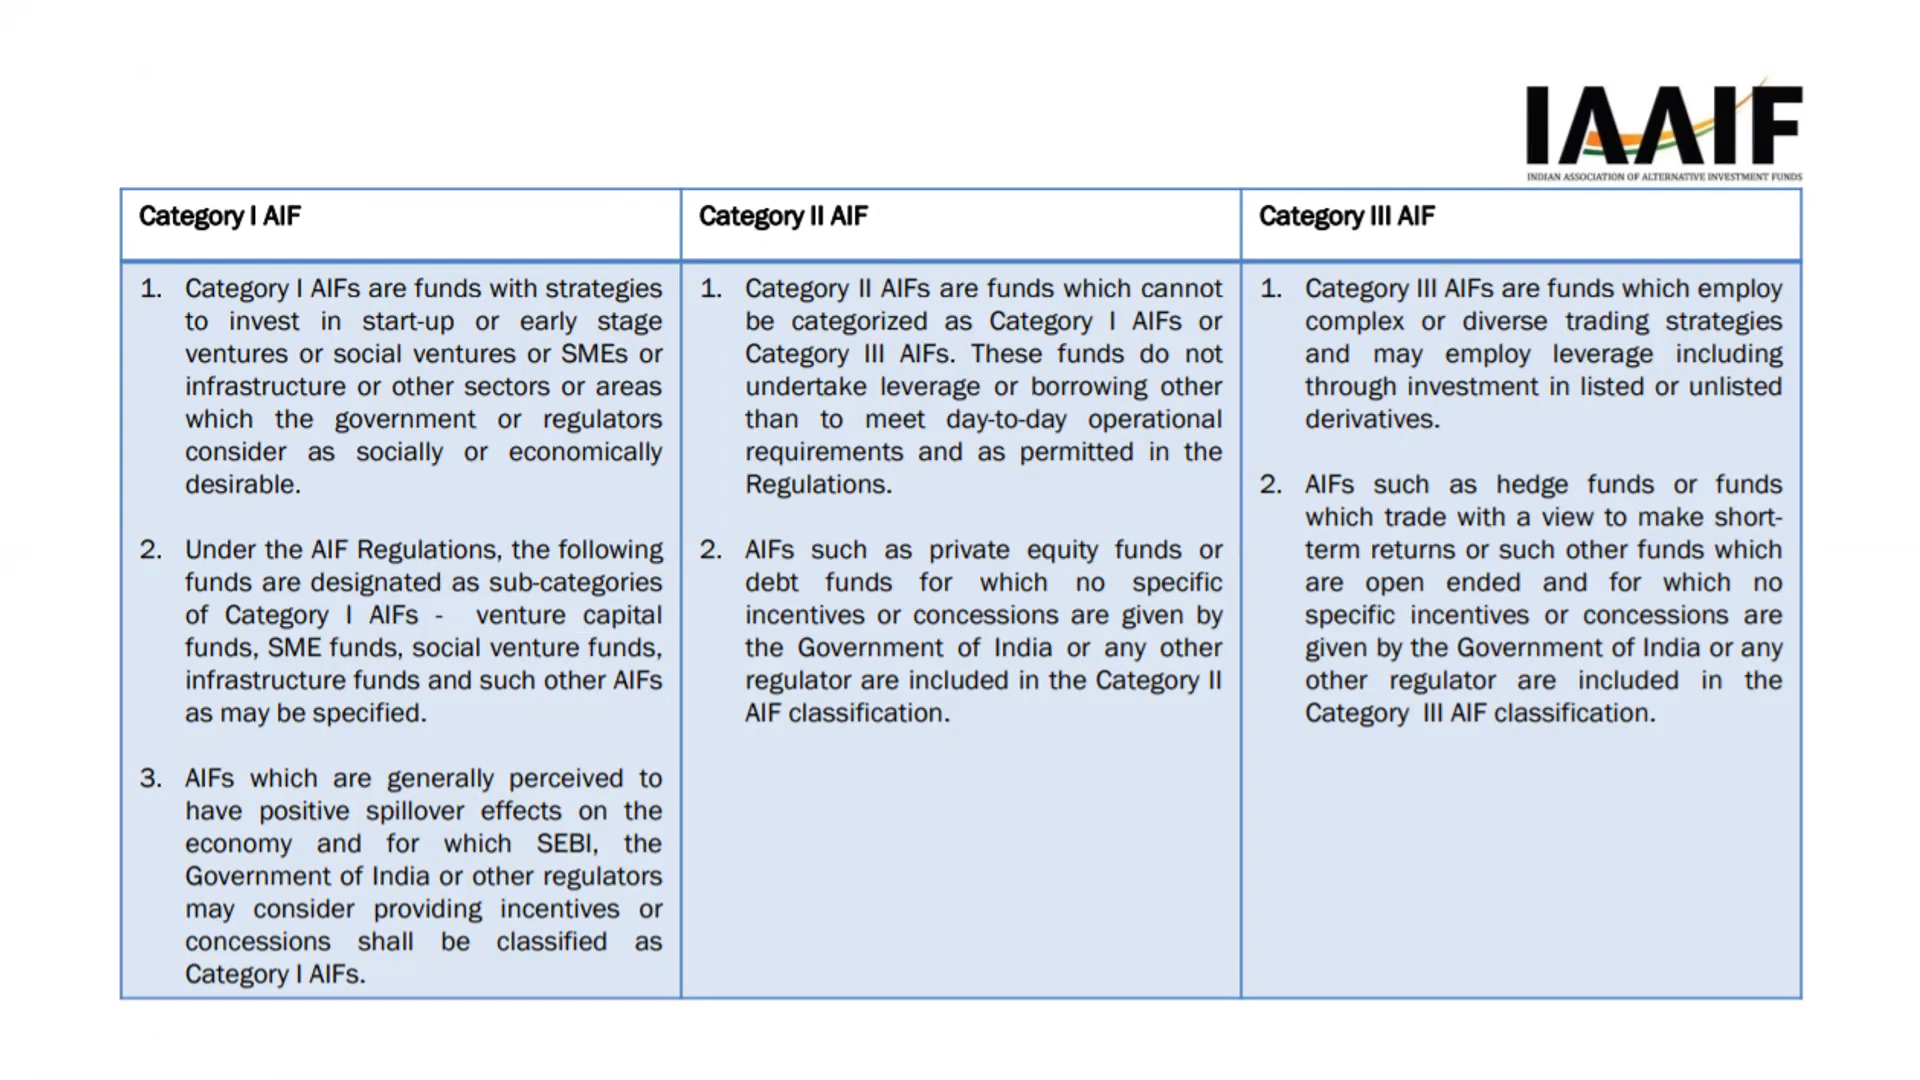 IAAIF
INDIAN ASSOCIATION OF ALTERNATIVE INVESTMENT FUNDS
Category I AIF
1. Category I AIFs are funds with strategies
to invest in start-up or early stage
ventures or social ventures or SMEs or
infrastructure or other sectors or areas
which the government or regulators
consider as socially or economically
desirable.
2. Under the AIF Regulations, the following
funds are designated as sub-categories
of Category I AIFs - venture capital
funds, SME funds, social venture funds,
infrastructure funds and such other AIFs
as may be specified.
3. AIFs which are generally perceived to
have positive spillover effects on the
economy and for which SEBI, the
Government of India or other regulators
may consider providing incentives or
concessions shall be classified as
Category I AIFs.
Category II AIF
1. Category II AIFs are funds which cannot
be categorized as Category I AIFs or
Category III AIFs. These funds do not
undertake leverage or borrowing other
than to meet day-to-day operational
requirements and as permitted in the
Regulations.
2. AIFs such as private equity funds or
debt funds for which no specific
incentives or concessions are given by
the Government of India or any other
regulator are included in the Category II
AIF classification.
Category III AIF
1. Category III AIFs are funds which employ
complex or diverse trading strategies
and may employ leverage including
through investment in listed or unlisted
derivatives.
2. AIFs such as hedge funds or funds
which trade with a view to make short-
term returns or such other funds which
are open ended and for which no
specific incentives or concessions are
given by the Government of India or any
other regulator are included in the
Category III AIF classification.